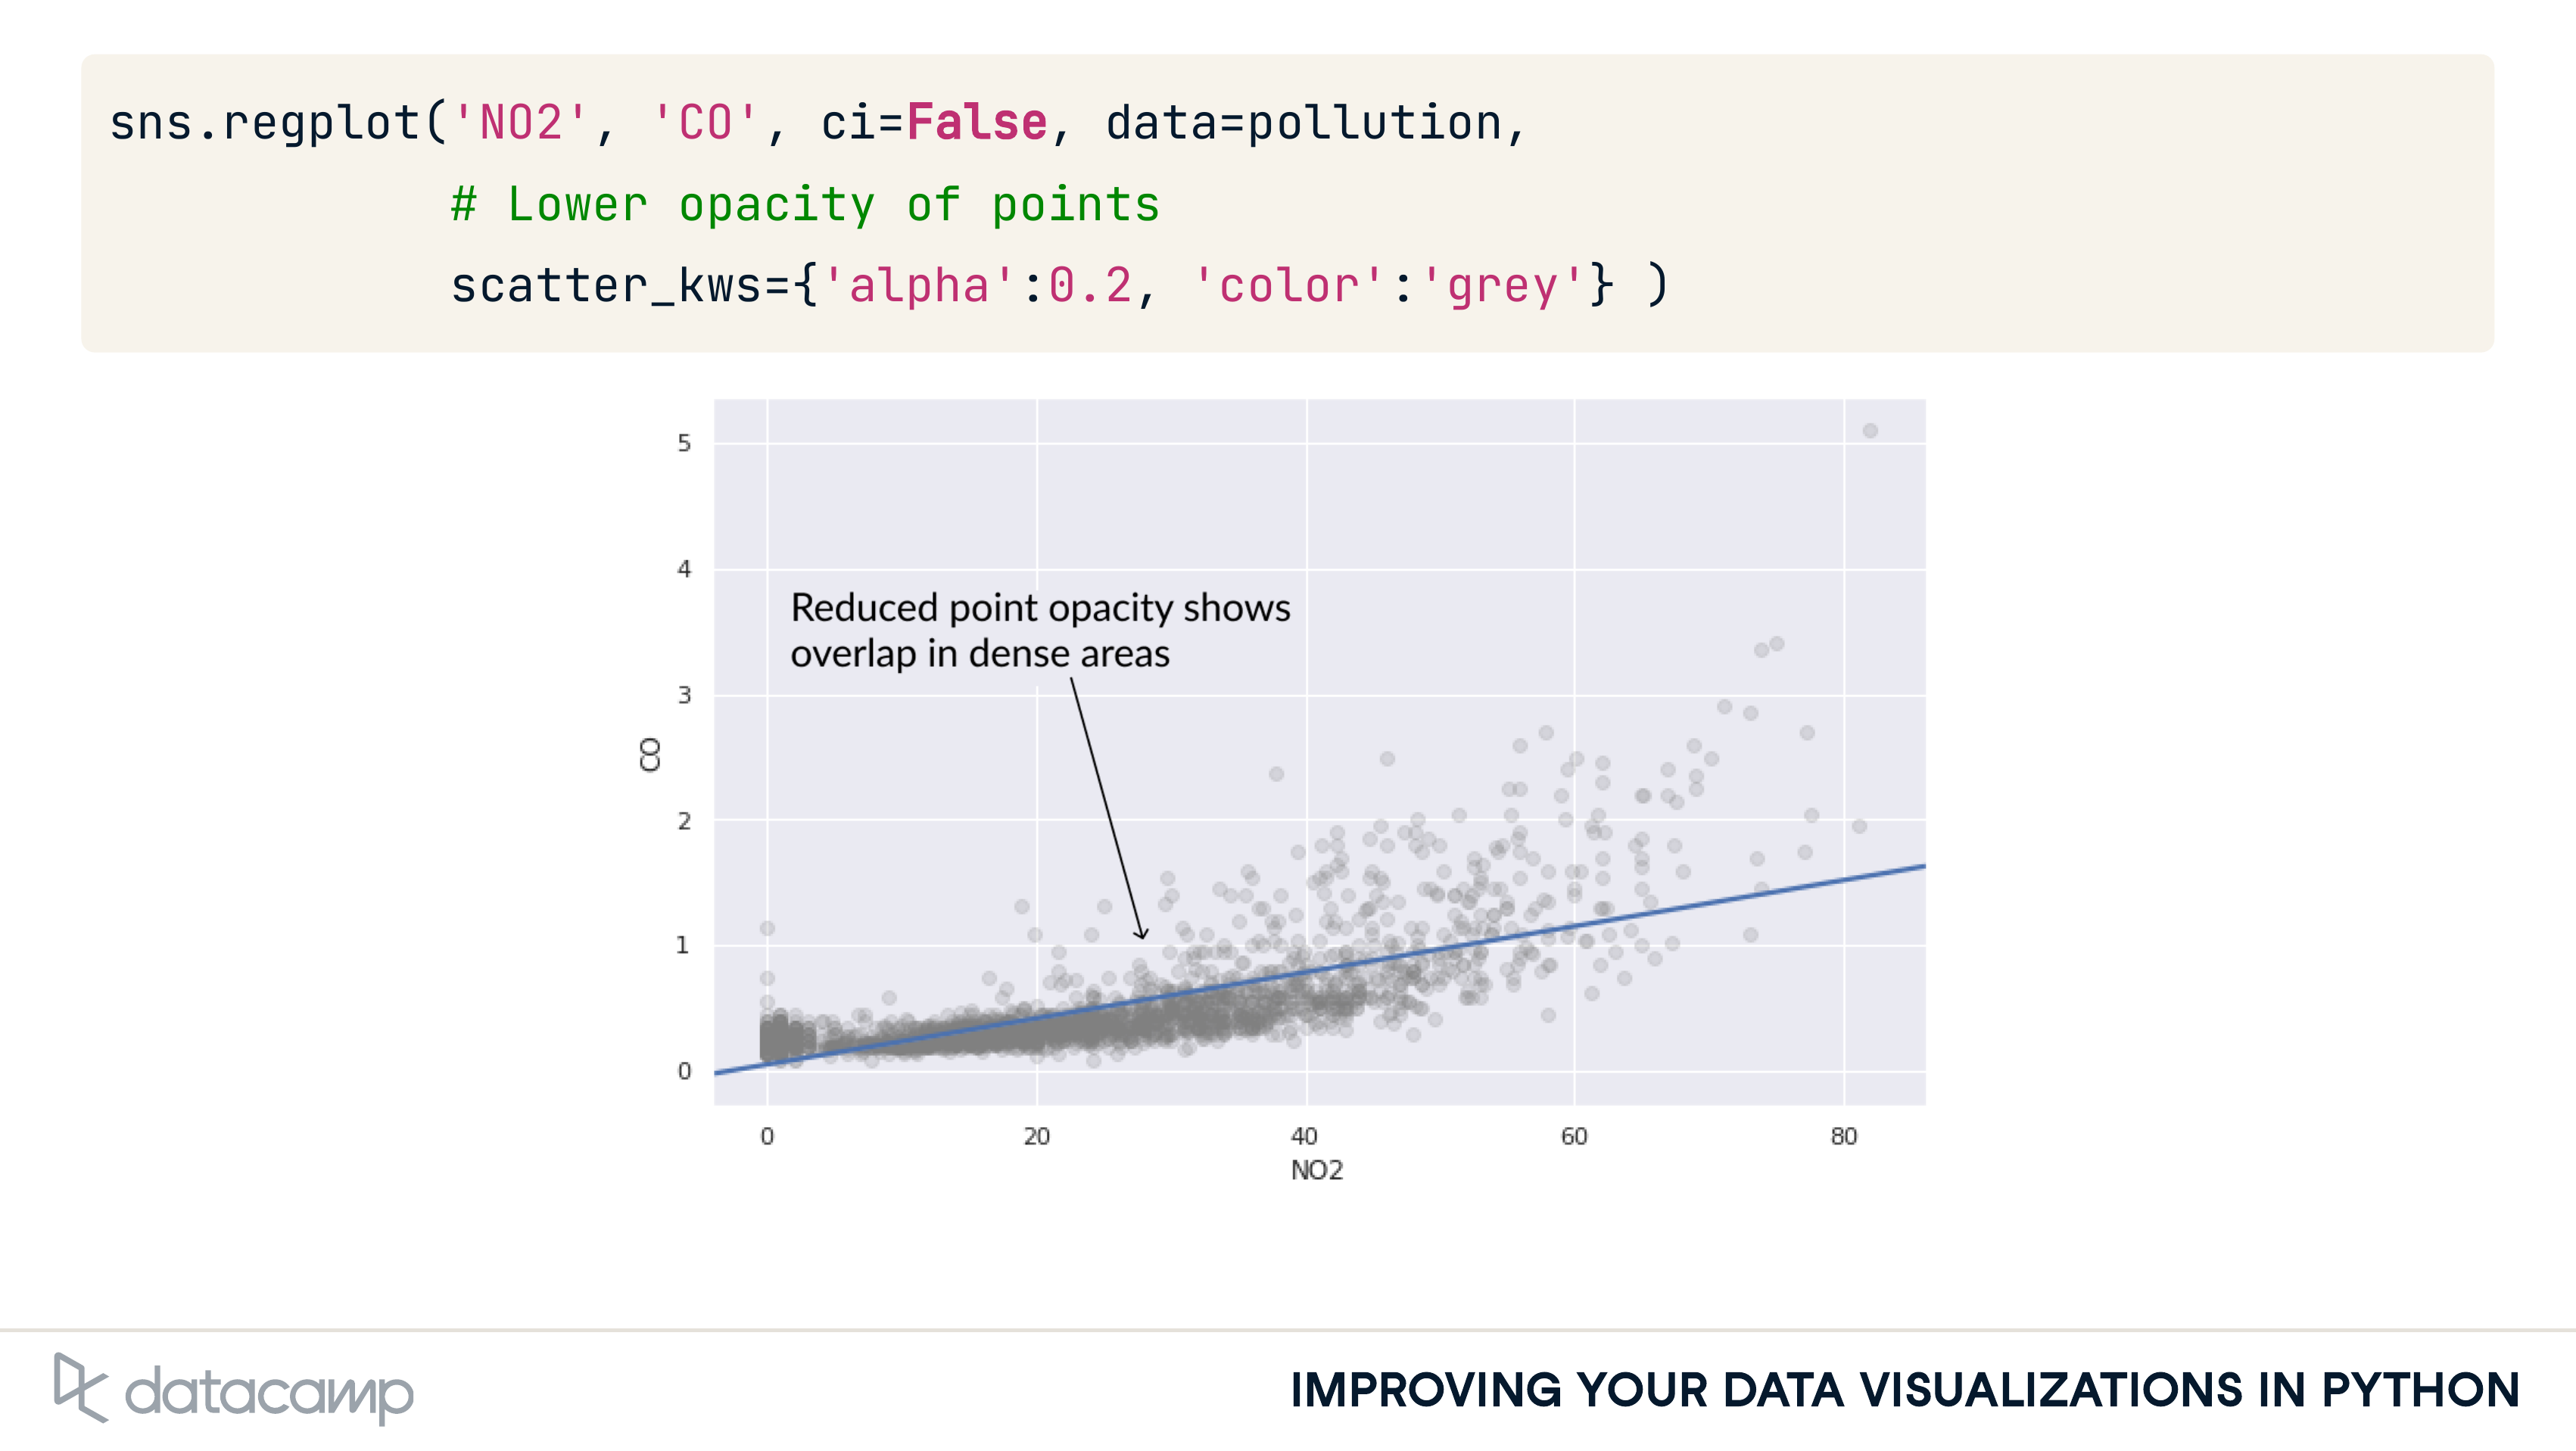 sns.regplot('NO2', 'CO', ci=False, data=pollution,
# Lower opacity of points
scatter_kws={'alpha':0.2, 'color':'grey'} )
5
4
Reduced point opacity shows
overlap in dense areas
3
CO
2
1
0
0 20 40 60 80
NO2
datacamp
IMPROVING YOUR DATA VISUALIZATIONS IN PYTHON